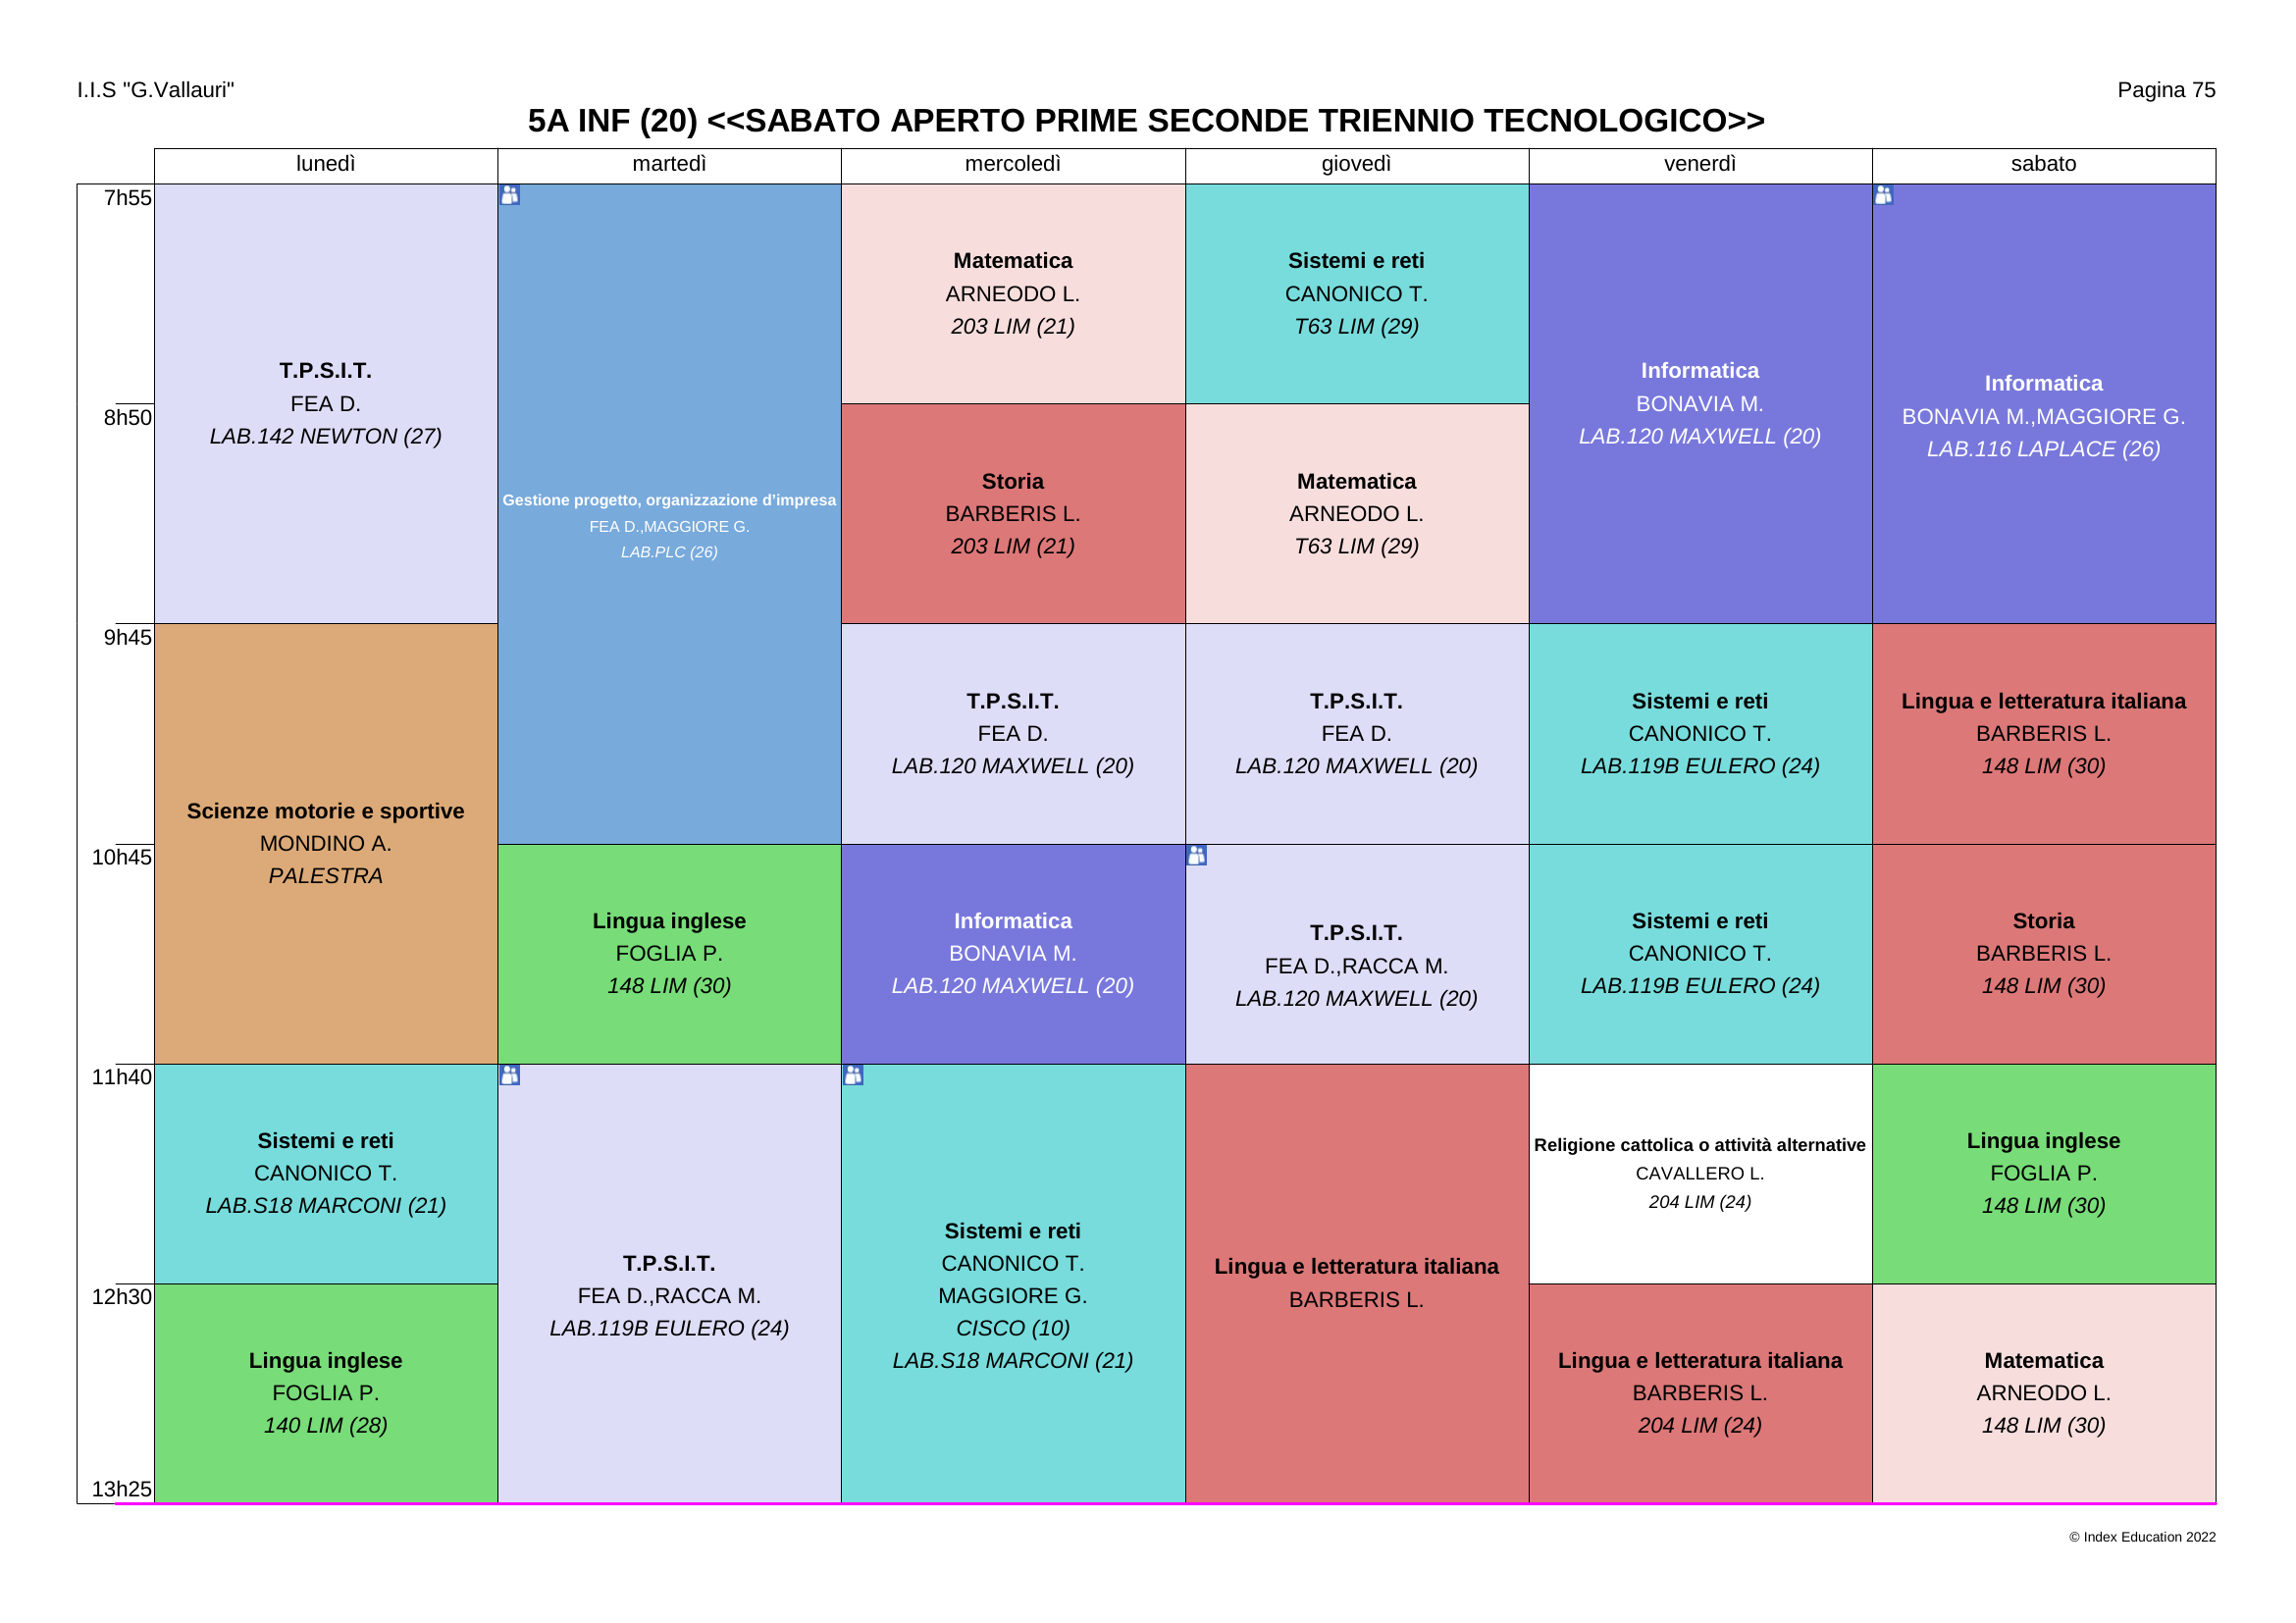 I.I.S "G.Vallauri"
Pagina 75
5A INF (20) <<SABATO APERTO PRIME SECONDE TRIENNIO TECNOLOGICO>>
lunedì
martedì
mercoledì
giovedì
venerdì
sabato
7h55
8h50
9h45
10h45
11h40
12h30
13h25
T.P.S.I.T.
FEA D.
LAB.142 NEWTON (27)
Scienze motorie e sportive
MONDINO A.
PALESTRA
Sistemi e reti
CANONICO T.
LAB.S18 MARCONI (21)
Lingua inglese
FOGLIA P.
140 LIM (28)
Gestione progetto, organizzazione d’impresa
FEA D.,MAGGIORE G.
LAB.PLC (26)
Lingua inglese
FOGLIA P.
148 LIM (30)
T.P.S.I.T.
FEA D.,RACCA M.
LAB.119B EULERO (24)
Matematica
ARNEODO L.
203 LIM (21)
Storia
BARBERIS L.
203 LIM (21)
T.P.S.I.T.
FEA D.
LAB.120 MAXWELL (20)
Informatica
BONAVIA M.
LAB.120 MAXWELL (20)
Sistemi e reti
CANONICO T.
MAGGIORE G.
CISCO (10)
LAB.S18 MARCONI (21)
Sistemi e reti
CANONICO T.
T63 LIM (29)
Matematica
ARNEODO L.
T63 LIM (29)
T.P.S.I.T.
FEA D.
LAB.120 MAXWELL (20)
T.P.S.I.T.
FEA D.,RACCA M.
LAB.120 MAXWELL (20)
Lingua e letteratura italiana
BARBERIS L.
Informatica
BONAVIA M.
LAB.120 MAXWELL (20)
Sistemi e reti
CANONICO T.
LAB.119B EULERO (24)
Sistemi e reti
CANONICO T.
LAB.119B EULERO (24)
Religione cattolica o attività alternative
CAVALLERO L.
204 LIM (24)
Lingua e letteratura italiana
BARBERIS L.
204 LIM (24)
Informatica
BONAVIA M.,MAGGIORE G.
LAB.116 LAPLACE (26)
Lingua e letteratura italiana
BARBERIS L.
148 LIM (30)
Storia
BARBERIS L.
148 LIM (30)
Lingua inglese
FOGLIA P.
148 LIM (30)
Matematica
ARNEODO L.
148 LIM (30)
© Index Education 2022